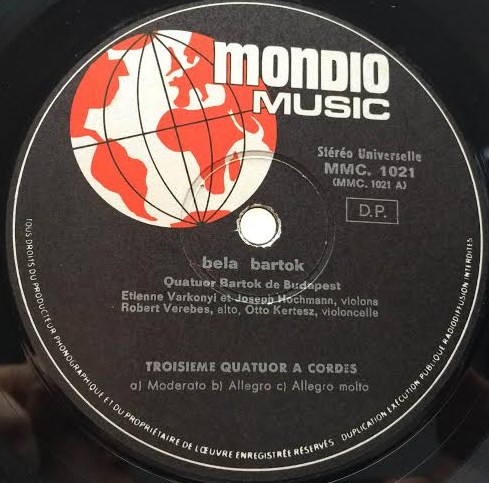 MONDIO
MUSIC
Stéréo Universelle
MMC. 1021
(MMC. 1021 A)
D.P.
bela bartok
Quatuor Bartok de Budapest
Etienne Varkonyi et Joseph Hochmann, violons
Robert Verebes, alto, Otto Kertesz, violoncelle
TROISIEME QUATUOR A CORDES
a) Moderato b) Allegro c) Allegro molto
TOUS DROITS DU PRODUCTEUR PHONOGRAPHIQUE ET DU PROPRIÉTAIRE DE L'ŒUVRE ENREGISTRÉE RÉSERVÉS DUPLICATION EXÉCUTION PUBLIQUE RADIODIFFUSION INTERDITES